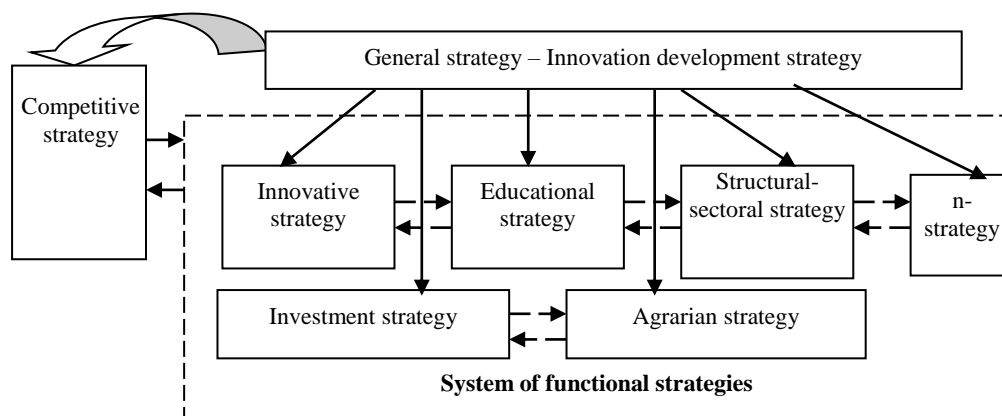 General strategy – Innovation development strategy
Competitive
strategy
Innovative
strategy
Educational
strategy
Structural-
sectoral strategy
n-
strategy
Investment strategy
Agrarian strategy
System of functional strategies